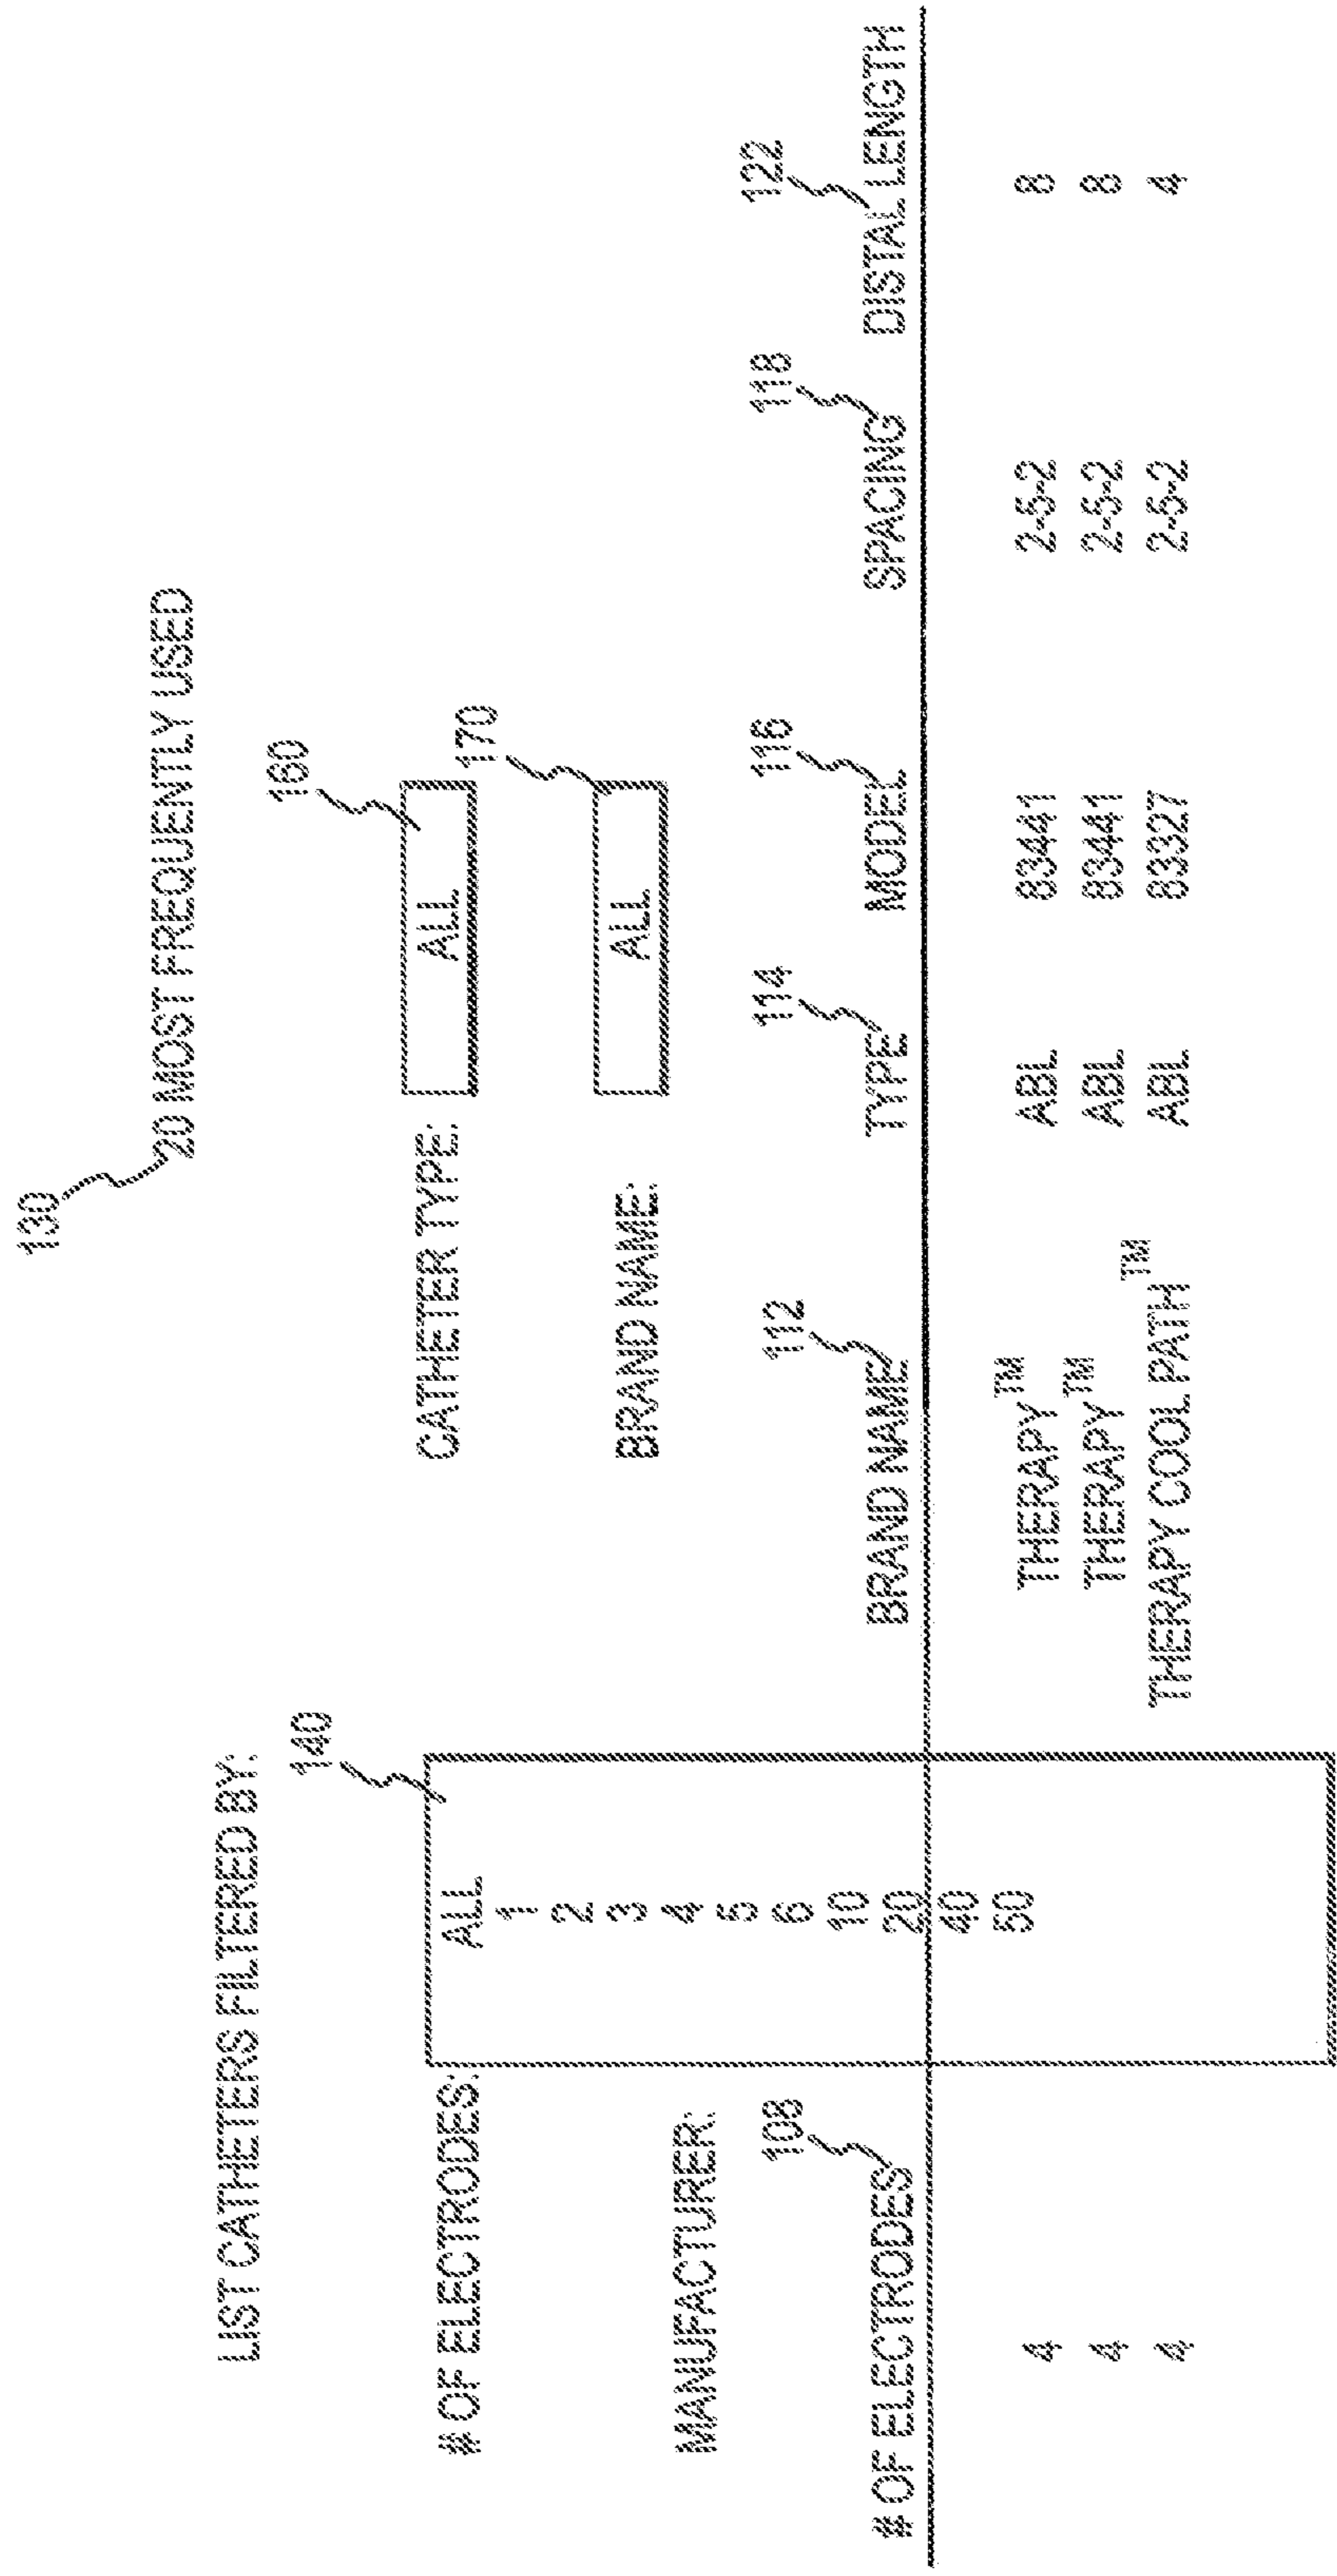 130
20 MOST FREQUENTLY USED
LIST CATHETERS FILTERED BY:
140
160
# OF ELECTRODES:
ALL
1
2
3
4
5
6
10
20
40
50
CATHETER TYPE:
ALL
170
BRAND NAME:
ALL
MANUFACTURER:
108
112
114
116
118
122
# OF ELECTRODES BRAND NAME TYPE MODEL SPACING DISTAL LENGTH
4 THERAPY™ ABL 83441 2-5-2 8
4 THERAPY™ ABL 83441 2-5-2 8
4 THERAPY COOL PATH™ ABL 83327 2-5-2 4